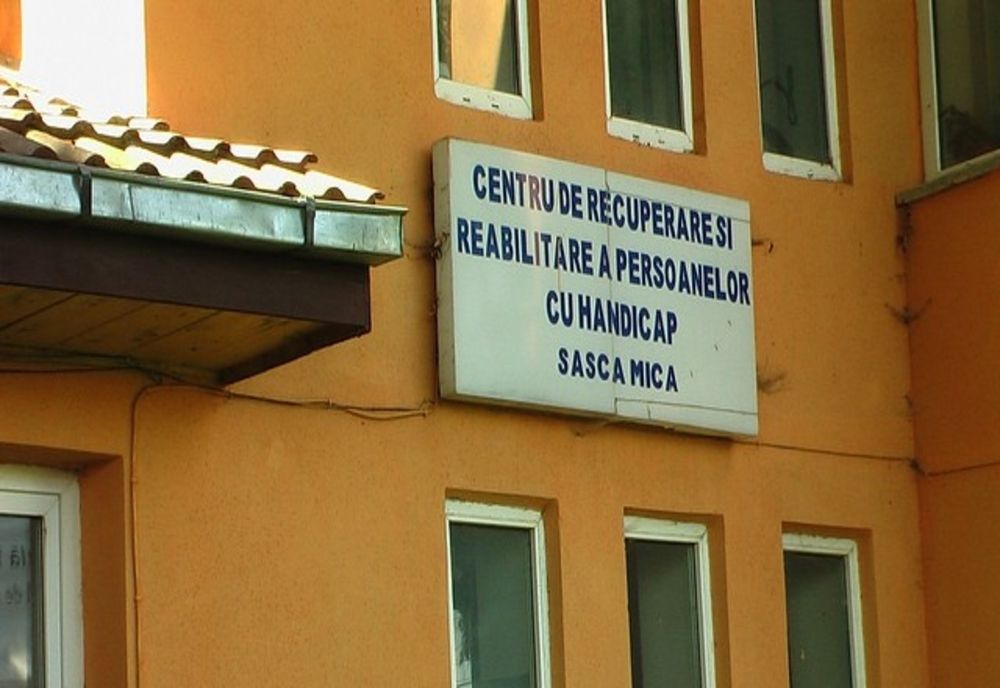 CENTRU DE RECUPERARE SI
REABILITARE A PERSOANELOR
CU HANDICAP
SASCA MICA